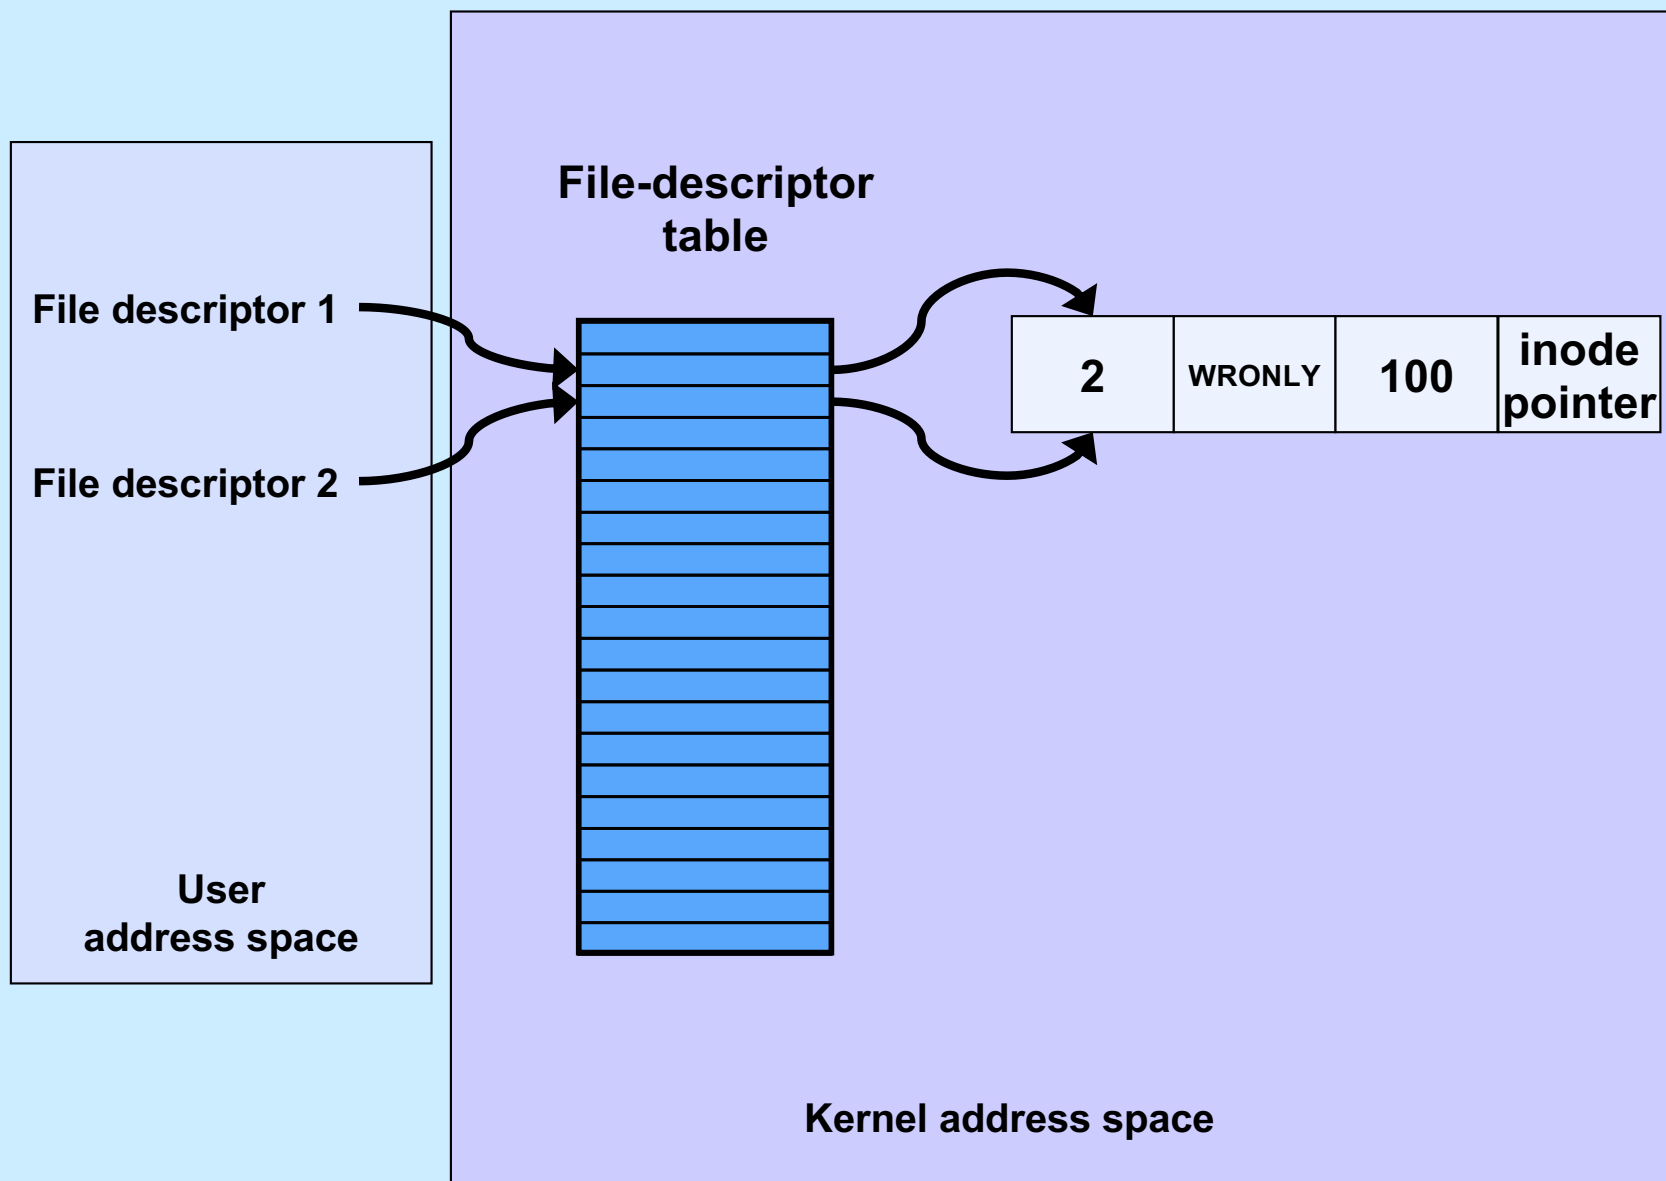 File-descriptor
table
File descriptor 1
File descriptor 2
2
WRONLY
100
inode
pointer
User
address space
Kernel address space